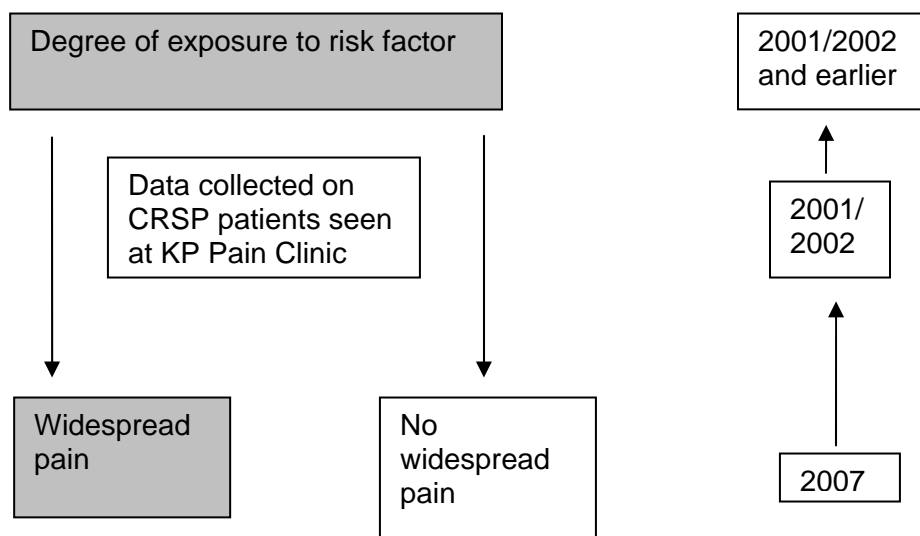 Degree of exposure to risk factor
2001/2002
and earlier
Data collected on
CRSP patients seen
at KP Pain Clinic
2001/
2002
Widespread
pain
No
widespread
pain
2007